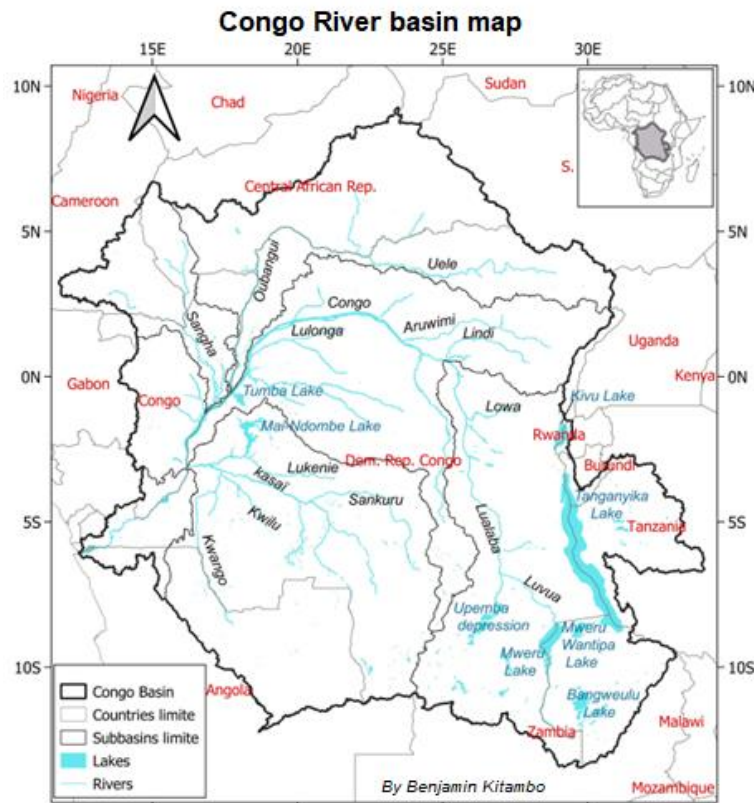 Congo River basin map
15E 20E 25E 30E
10N
10N
Nigeria
Chad
Sudan
S.
Cameroon
Central African Rep.
5N
5N
Oubangui
Uele
Sangha
Congo
Lulonga
Aruwimi
Lindi
Uganda
Kenya
0N
0N
Gabon
Congo
Tumba Lake
Kivu Lake
Lowa
Mai-Ndombe Lake
Rwanda
Dem. Rep. Congo
Burundi
Lukenie
kasaï
Sankuru
Tanganyika
Lake
Kwilu
Tanzania
5S
5S
Kwango
Lualaba
Luvua
Upemba
depression
Mweru
Wantipa
Lake
Mweru
Lake
10S
10S
Angola
Bangweulu
Lake
Zambia
Malawi
Mozambique
Congo Basin
Countries limite
Subbasins limite
Lakes
Rivers
By Benjamin Kitambo